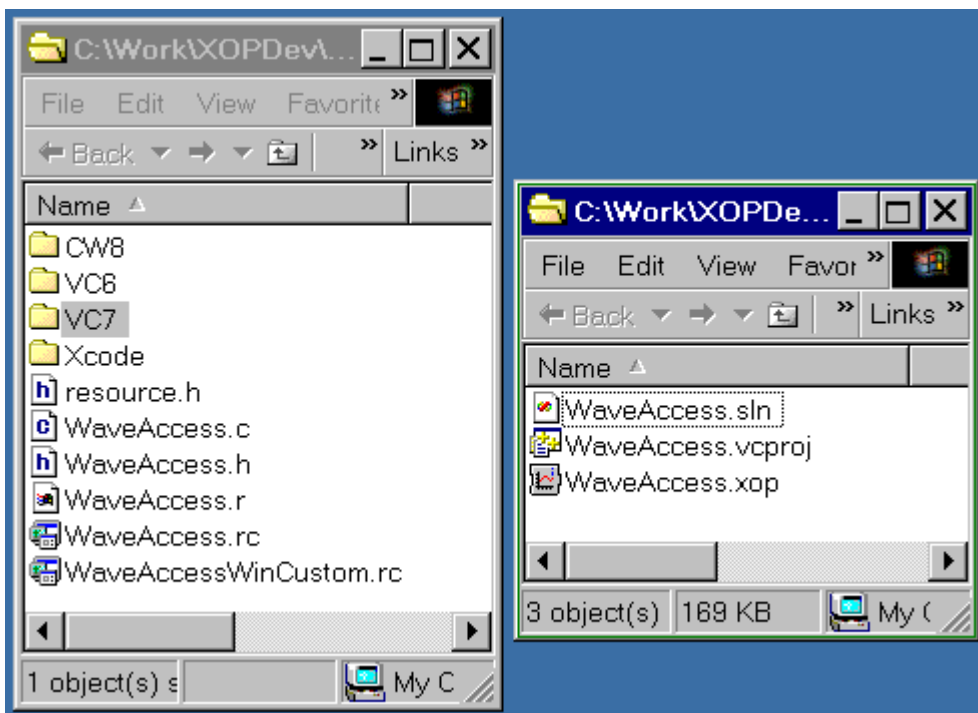 C:\Work\XOPDev\...
File Edit View Favorite »
Back » Links »
Name
CW8
VC6
VC7
Xcode
resource.h
WaveAccess.c
WaveAccess.h
WaveAccess.r
WaveAccess.rc
WaveAccessWinCustom.rc
1 object(s) s My C
C:\Work\XOPDe...
File Edit View Favor »
Back » Links »
Name
WaveAccess.sln
WaveAccess.vcproj
WaveAccess.xop
3 object(s) 169 KB My C